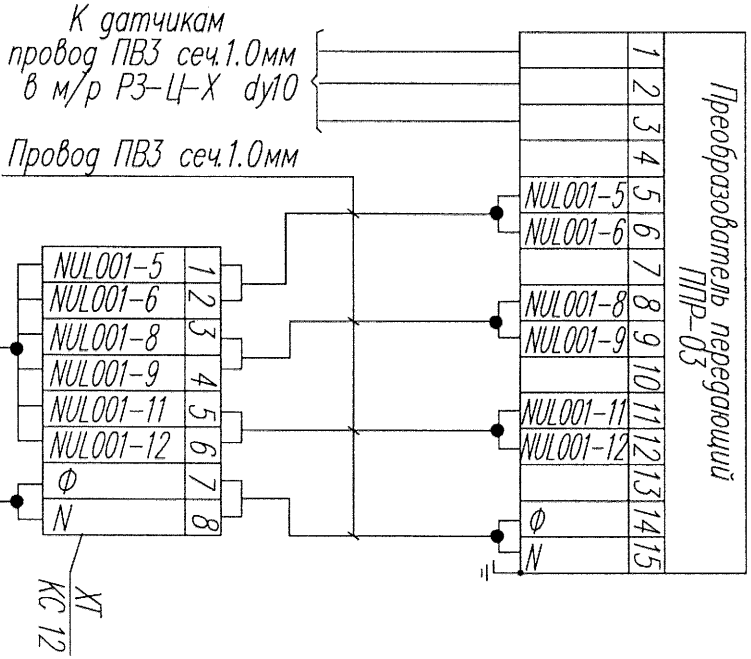 К датчикам
провод ПВ3 сеч.1.0мм
в м/р РЗ-Ц-Х dy10
Провод ПВ3 сеч.1.0мм
NUL001-5 1
NUL001-6 2
NUL001-8 3
NUL001-9 4
NUL001-11 5
NUL001-12 6
Ф 7
N 8
ХТ
КС 12
1
2
3
4
NUL001-5 5
NUL001-6 6
7
NUL001-8 8
NUL001-9 9
10
NUL001-11 11
NUL001-12 12
13
Ф 14
N 15
Преобразователь передающий
ППР-03